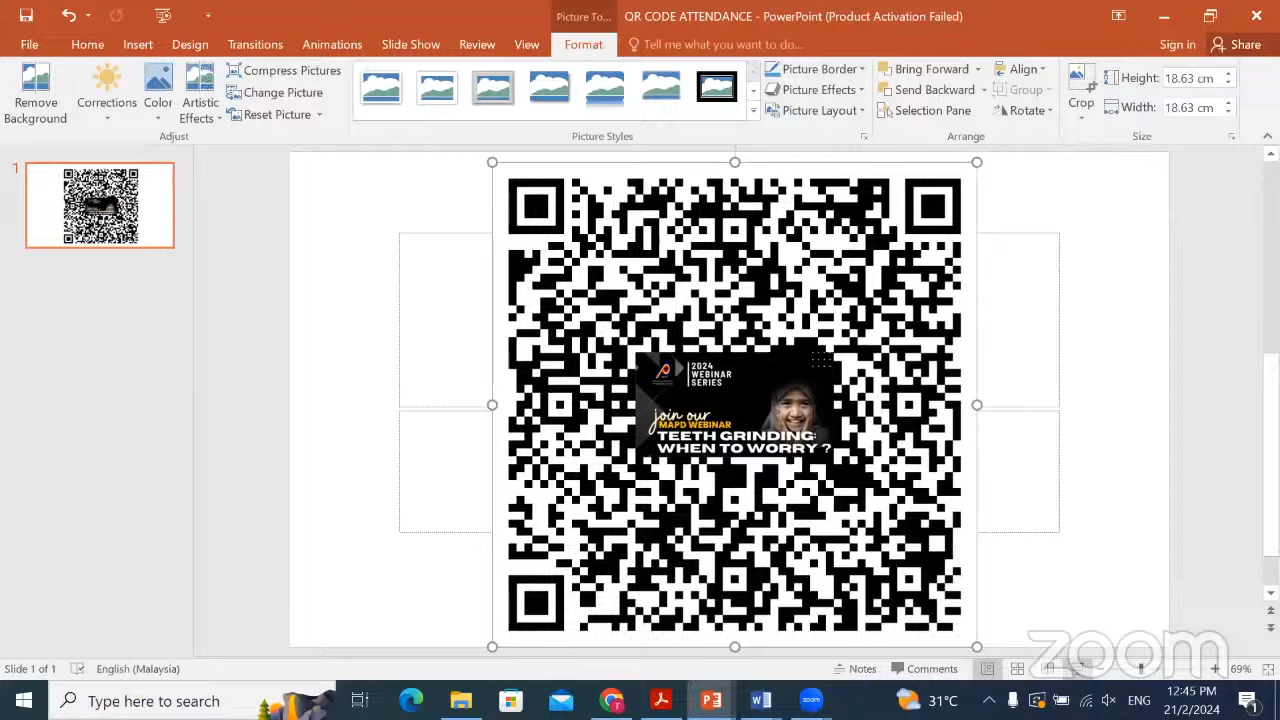 Picture To...
QR CODE ATTENDANCE - PowerPoint (Product Activation Failed)
File Home Insert Design Transitions Animations Slide Show Review View Format Tell me what you want to do... Sign in Share
Remove Background
Corrections
Color
Artistic Effects
Compress Pictures
Change Picture
Reset Picture
Adjust
Picture Styles
Picture Border
Picture Effects
Picture Layout
Bring Forward
Send Backward
Selection Pane
Align
Group
Rotate
Arrange
Crop
Height: 18.63 cm
Width: 18.63 cm
Size
1
2024
WEBINAR
SERIES
join our
MAPD WEBINAR
TEETH GRINDING:
WHEN TO WORRY ?
zoom
Slide 1 of 1 English (Malaysia) Notes Comments 69%
Type here to search
31°C
ENG
12:45 PM
21/2/2024